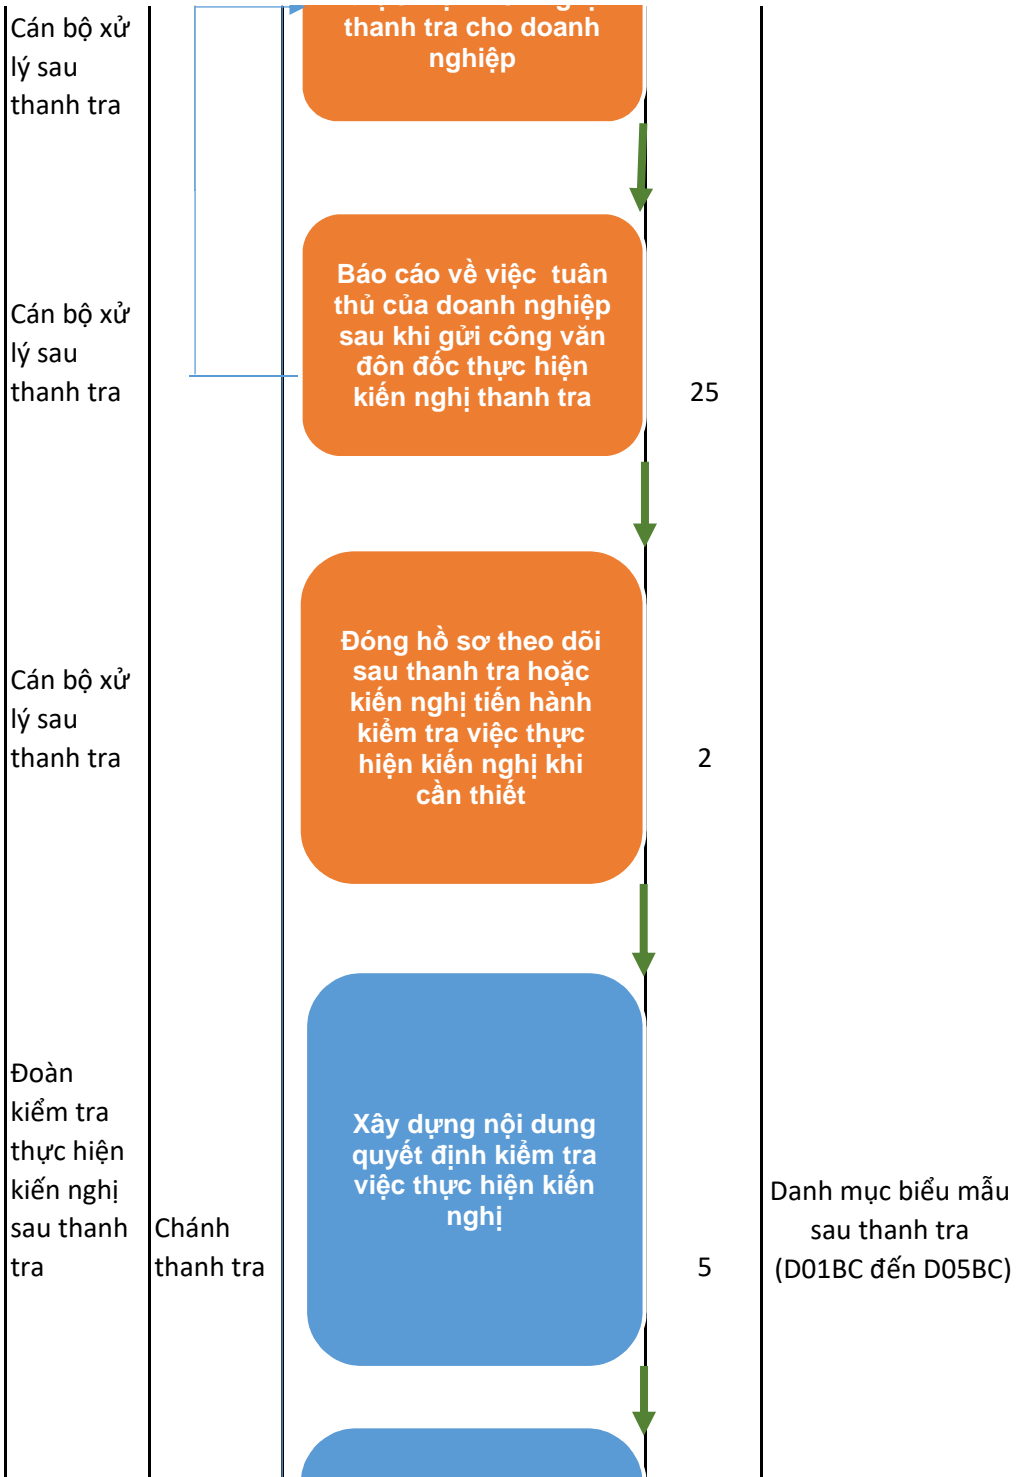 Cán bộ xử
lý sau
thanh tra
thanh tra cho doanh
nghiệp
Cán bộ xử
lý sau
thanh tra
Báo cáo về việc tuân
thủ của doanh nghiệp
sau khi gửi công văn
đôn đốc thực hiện
kiến nghị thanh tra
25
Cán bộ xử
lý sau
thanh tra
Đóng hồ sơ theo dõi
sau thanh tra hoặc
kiến nghị tiến hành
kiểm tra việc thực
hiện kiến nghị khi
cần thiết
2
Đoàn
kiểm tra
thực hiện
kiến nghị
sau thanh
tra
Chánh
thanh tra
Xây dựng nội dung
quyết định kiểm tra
việc thực hiện kiến
nghị
5
Danh mục biểu mẫu
sau thanh tra
(D01BC đến D05BC)